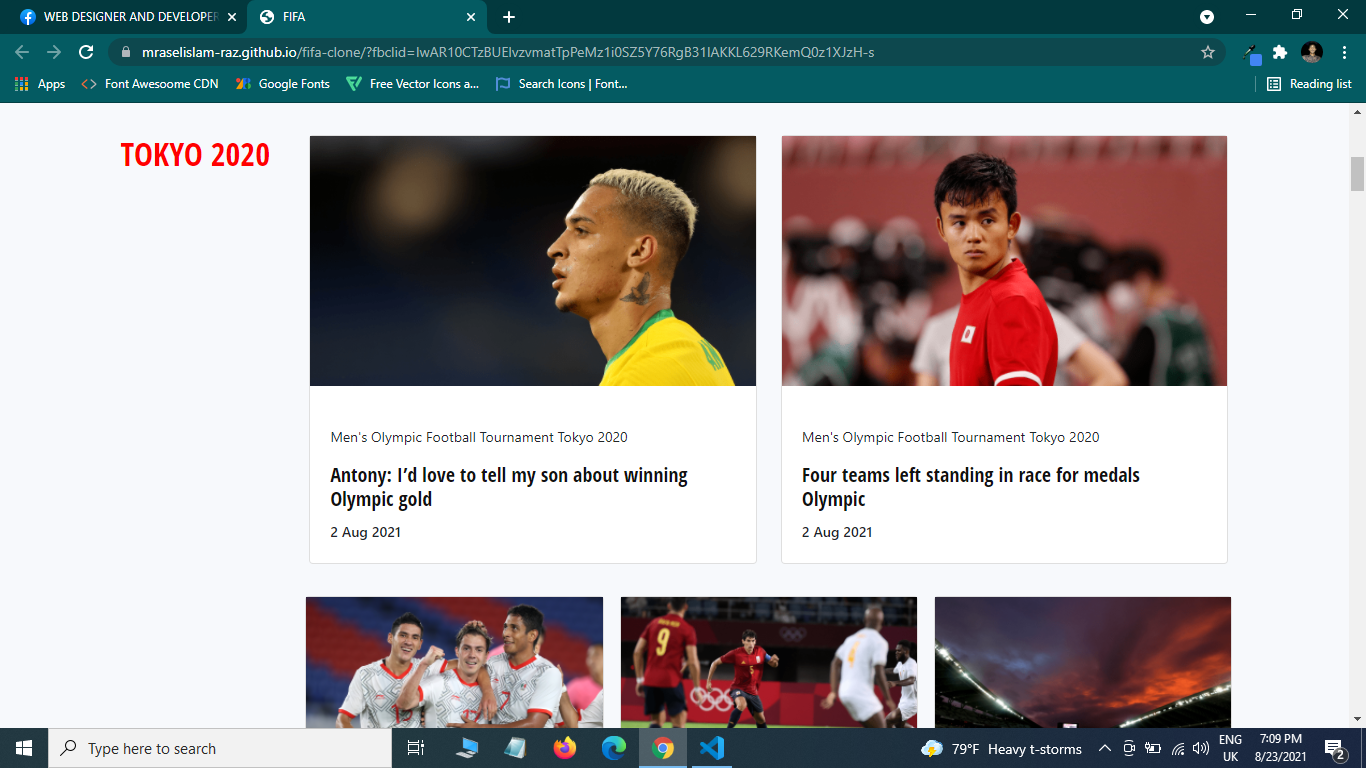 WEB DESIGNER AND DEVELOPER
FIFA
mraselislam-raz.github.io/fifa-clone/?fbclid=IwAR10CTzBUEIvzvmatTpPeMz1i0SZ5Y76RgB31IAKKL629RKemQ0z1XJzH-s
Apps
Font Awesoome CDN
Google Fonts
Free Vector Icons a...
Search Icons | Font...
Reading list
TOKYO 2020
Men's Olympic Football Tournament Tokyo 2020
Antony: I’d love to tell my son about winning
Olympic gold
2 Aug 2021
Men's Olympic Football Tournament Tokyo 2020
Four teams left standing in race for medals
Olympic
2 Aug 2021
9
5
4
Type here to search
79°F Heavy t-storms
ENG
UK
7:09 PM
8/23/2021
2